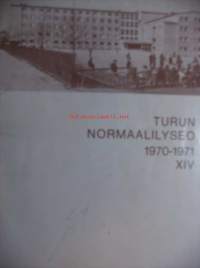 TURUN
NORMAALILYSEO
1970-1971
XIV